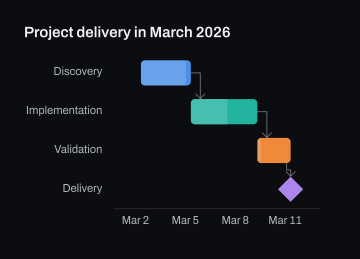 Project delivery in March 2026
Discovery
Implementation
Validation
Delivery
Mar 2 Mar 5 Mar 8 Mar 11